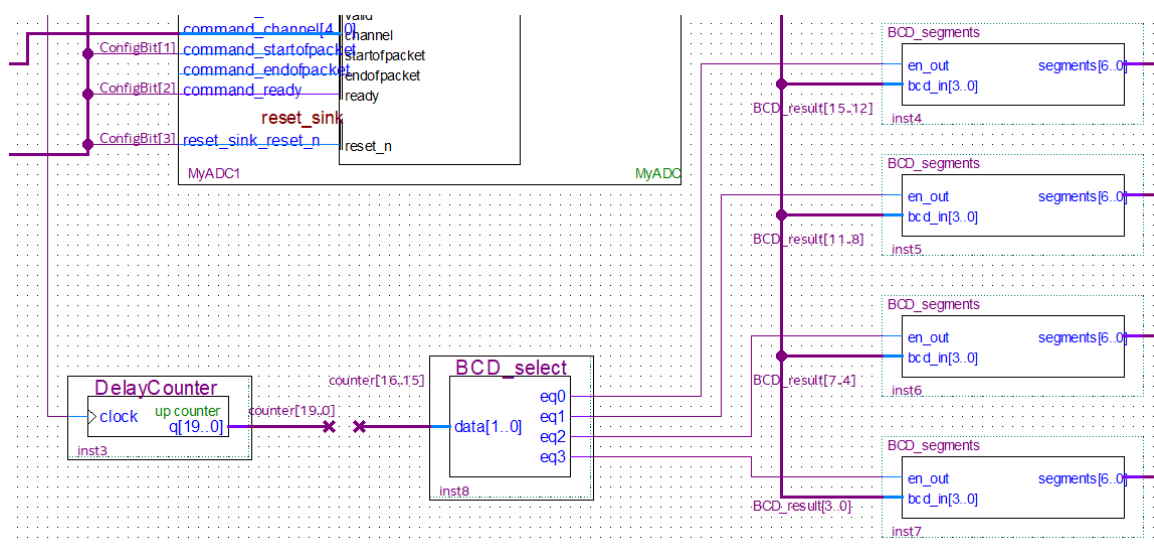 valid
command_channel[4..0]
channel
ConfigBit[1]
command_startofpacket
startofpacket
command_endofpacket
endofpacket
ConfigBit[2]
command_ready
ready
reset_sink
ConfigBit[3]
reset_sink_reset_n
reset_n
MyADC1
MyADC
DelayCounter
up counter
clock
q[19..0]
inst3
counter[19..0]
counter[16..15]
BCD_select
data[1..0]
eq0
eq1
eq2
eq3
inst8
BCD_segments
en_out
segments[6..0]
bcd_in[3..0]
BCD_result[15..12]
inst4
BCD_segments
en_out
segments[6..0]
bcd_in[3..0]
BCD_result[11..8]
inst5
BCD_segments
en_out
segments[6..0]
bcd_in[3..0]
BCD_result[7..4]
inst6
BCD_segments
en_out
segments[6..0]
bcd_in[3..0]
BCD_result[3..0]
inst7